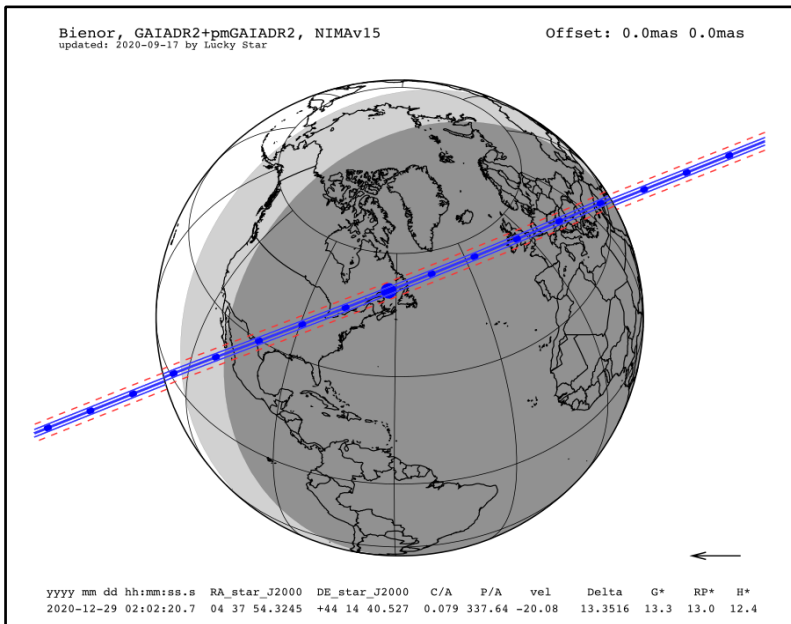 Bienor, GAIADR2+pmGAIADR2, NIMAv15 Offset: 0.0mas 0.0mas
updated: 2020-09-17 by Lucky Star
yyyy mm dd hh:mm:ss.s RA_star_J2000 DE_star_J2000 C/A P/A vel Delta G* RP* H*
2020-12-29 02:02:20.7 04 37 54.3245 +44 14 40.527 0.079 337.64 -20.08 13.3516 13.3 13.0 12.4